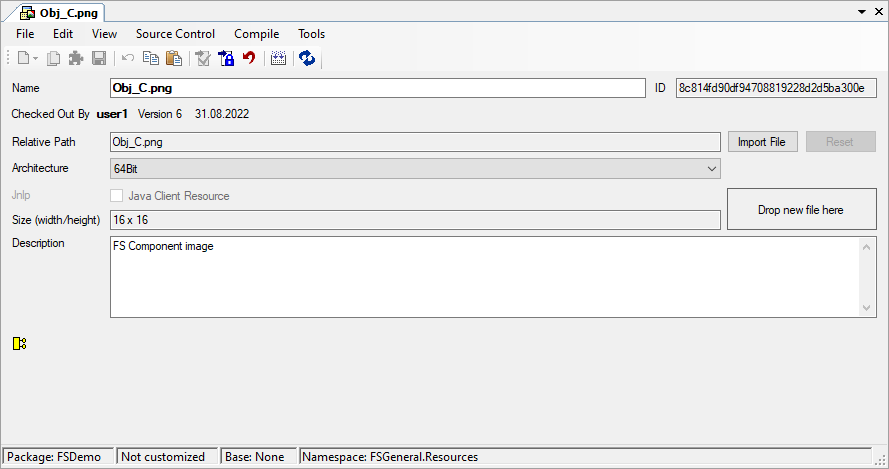 Obj_C.png
File Edit View Source Control Compile Tools
Name Obj_C.png ID 8c814fd90df94708819228d2d5ba300e
Checked Out By user1 Version 6 31.08.2022
Relative Path Obj_C.png Import File Reset
Architecture 64Bit
Jnlp Java Client Resource
Size (width/height) 16 x 16 Drop new file here
Description FS Component image
Package: FSDemo Not customized Base: None Namespace: FSGeneral.Resources